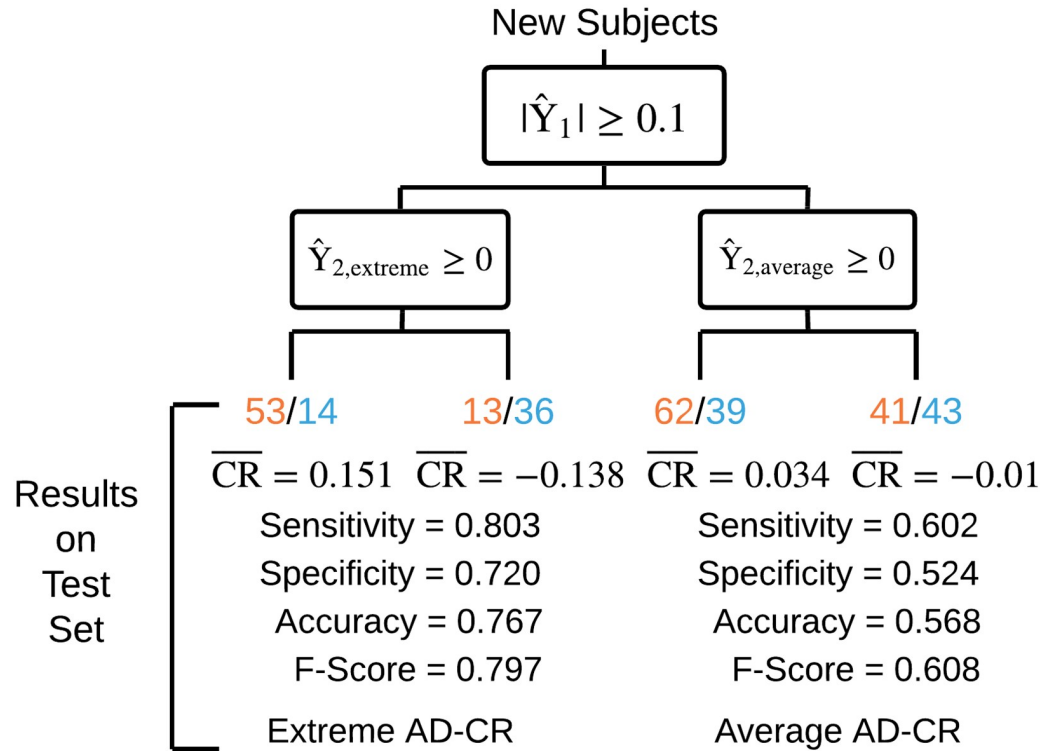 New Subjects
|Ŷ₁| ≥ 0.1
Ŷ₂,extreme ≥ 0
Ŷ₂,average ≥ 0
53/14
13/36
62/39
41/43
C̅R̅ = 0.151
C̅R̅ = −0.138
C̅R̅ = 0.034
C̅R̅ = −0.01
Results
on
Test
Set
Sensitivity = 0.803
Specificity = 0.720
Accuracy = 0.767
F-Score = 0.797
Extreme AD-CR
Sensitivity = 0.602
Specificity = 0.524
Accuracy = 0.568
F-Score = 0.608
Average AD-CR